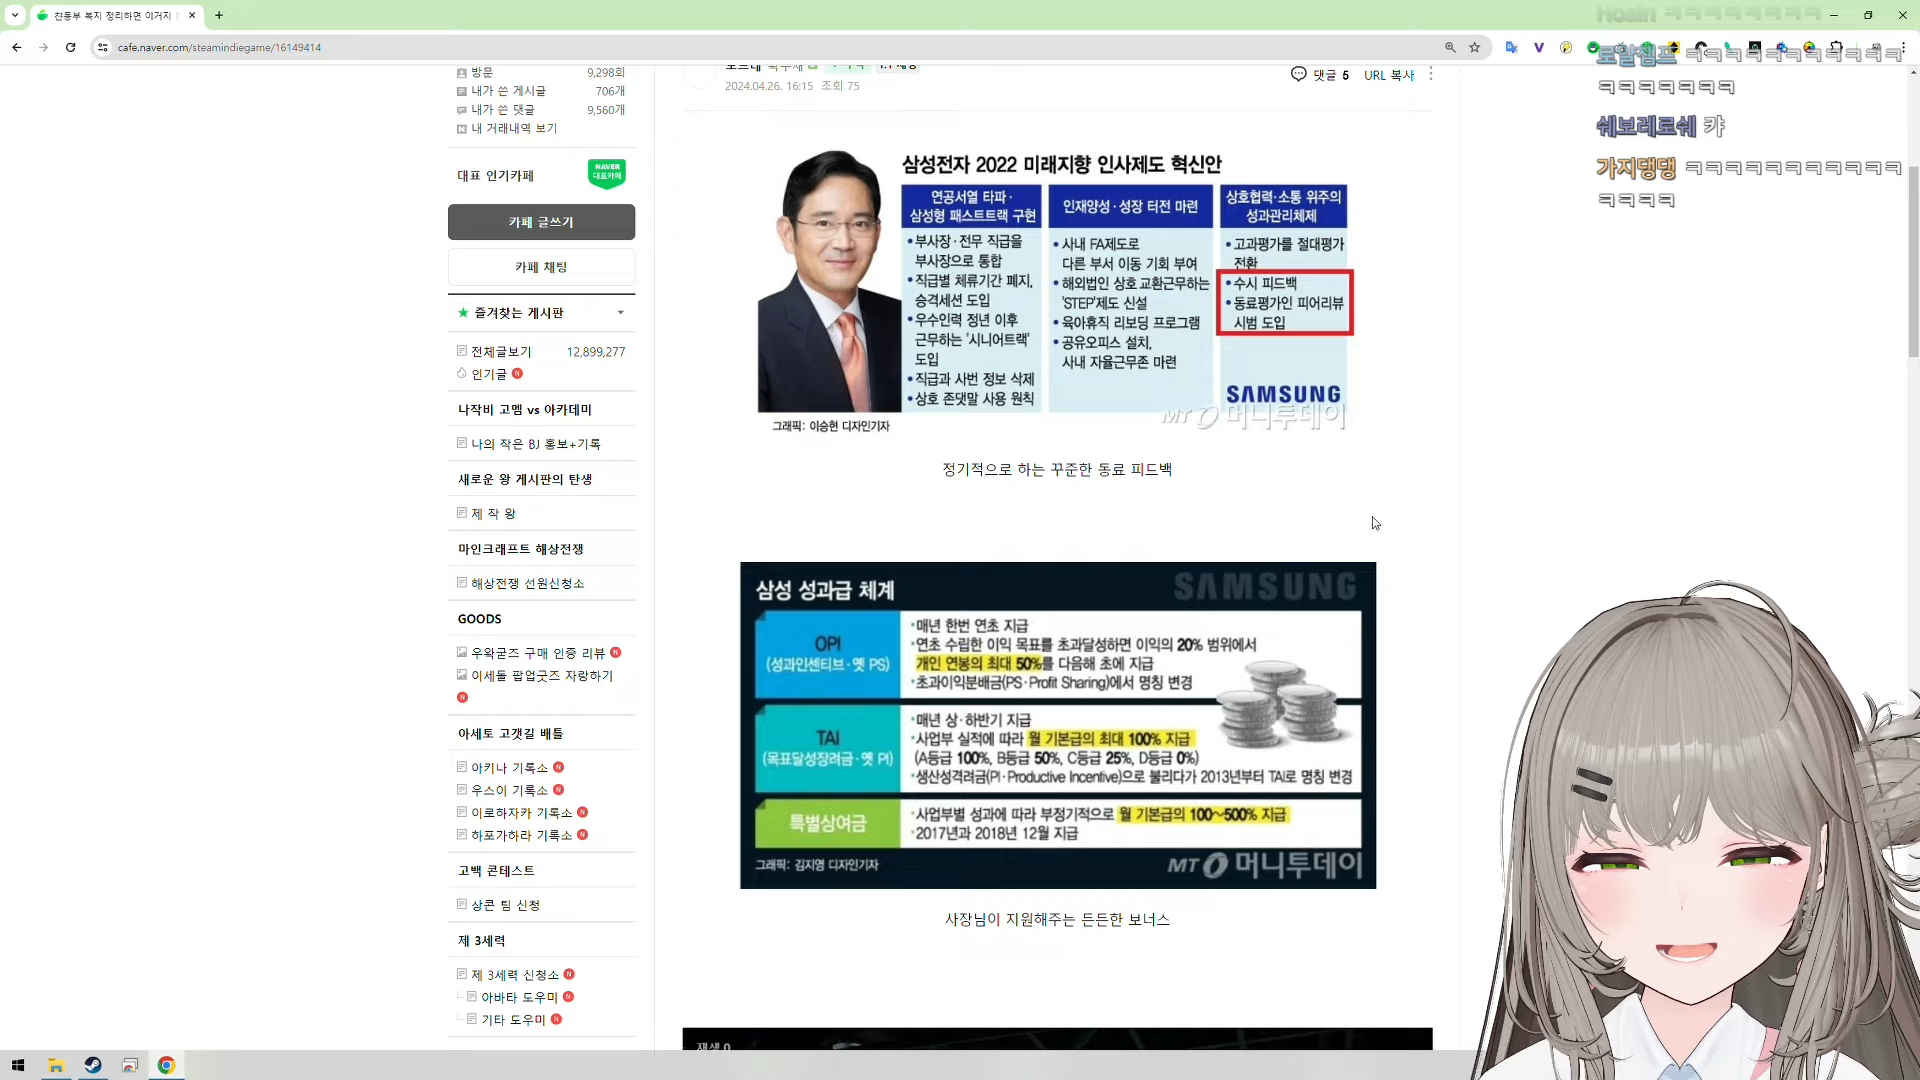 천동부 복지 정리하면 이거지
cafe.naver.com/steamindiegame/16149414
방문 9,298회
내가 쓴 게시글 706개
내가 쓴 댓글 9,560개
내 거래내역 보기
대표 인기카페
NAVER
대표카페
카페 글쓰기
카페 채팅
즐겨찾는 게시판
전체글보기 12,899,277
인기글 N
나작비 고멤 vs 아카데미
나의 작은 BJ 홍보+기록
새로운 왕 게시판의 탄생
제 작 왕
마인크래프트 해상전쟁
해상전쟁 선원신청소
GOODS
우왁굳즈 구매 인증 리뷰 N
이세돌 팝업굿즈 자랑하기
N
아세토 고갯길 배틀
아키나 기록소 N
우스이 기록소 N
이로하자카 기록소 N
하포가하라 기록소 N
고백 콘테스트
상콘 팀 신청
제 3세력
제 3세력 신청소 N
아바타 도우미 N
기타 도우미 N
2024.04.26. 16:15 조회 75
댓글 5 URL 복사
삼성전자 2022 미래지향 인사제도 혁신안
연공서열 타파·
삼성형 패스트트랙 구현
•부사장·전무 직급을
부사장으로 통합
•직급별 체류기간 폐지,
승격세션 도입
•우수인력 정년 이후
근무하는 '시니어트랙'
도입
•직급과 사번 정보 삭제
•상호 존댓말 사용 원칙
인재양성·성장 터전 마련
•사내 FA제도로
다른 부서 이동 기회 부여
•해외법인 상호 교환근무하는
'STEP'제도 신설
•육아휴직 리보딩 프로그램
•공유오피스 설치,
사내 자율근무존 마련
상호협력·소통 위주의
성과관리체제
•고과평가를 절대평가
전환
•수시 피드백
•동료평가인 피어리뷰
시범 도입
SAMSUNG
MT 머니투데이
그래픽: 이승현 디자인기자
정기적으로 하는 꾸준한 동료 피드백
삼성 성과급 체계
SAMSUNG
OPI
(성과인센티브·옛 PS)
•매년 한번 연초 지급
•연초 수립한 이익 목표를 초과달성하면 이익의 20% 범위에서
개인 연봉의 최대 50%를 다음해 초에 지급
•초과이익분배금(PS·Profit Sharing)에서 명칭 변경
TAI
(목표달성장려금·옛 PI)
•매년 상·하반기 지급
•사업부 실적에 따라 월 기본급의 최대 100% 지급
(A등급 100%, B등급 50%, C등급 25%, D등급 0%)
•생산성격려금(PI·Productive Incentive)으로 불리다가 2013년부터 TAI로 명칭 변경
특별상여금
•사업부별 성과에 따라 부정기적으로 월 기본급의 100~500% 지급
•2017년과 2018년 12월 지급
그래픽: 김지영 디자인기자
MT 머니투데이
사장님이 지원해주는 든든한 보너스
재생 0
Hoain ㅋㅋㅋㅋㅋㅋㅋㅋ
로얄쳄프 ㅋㅋㅋㅋㅋㅋㅋㅋㅋㅋㅋ
ㅋㅋㅋㅋㅋㅋㅋ
쉐보레로쉐 캬
가지댕댕 ㅋㅋㅋㅋㅋㅋㅋㅋㅋㅋㅋ
ㅋㅋㅋㅋ